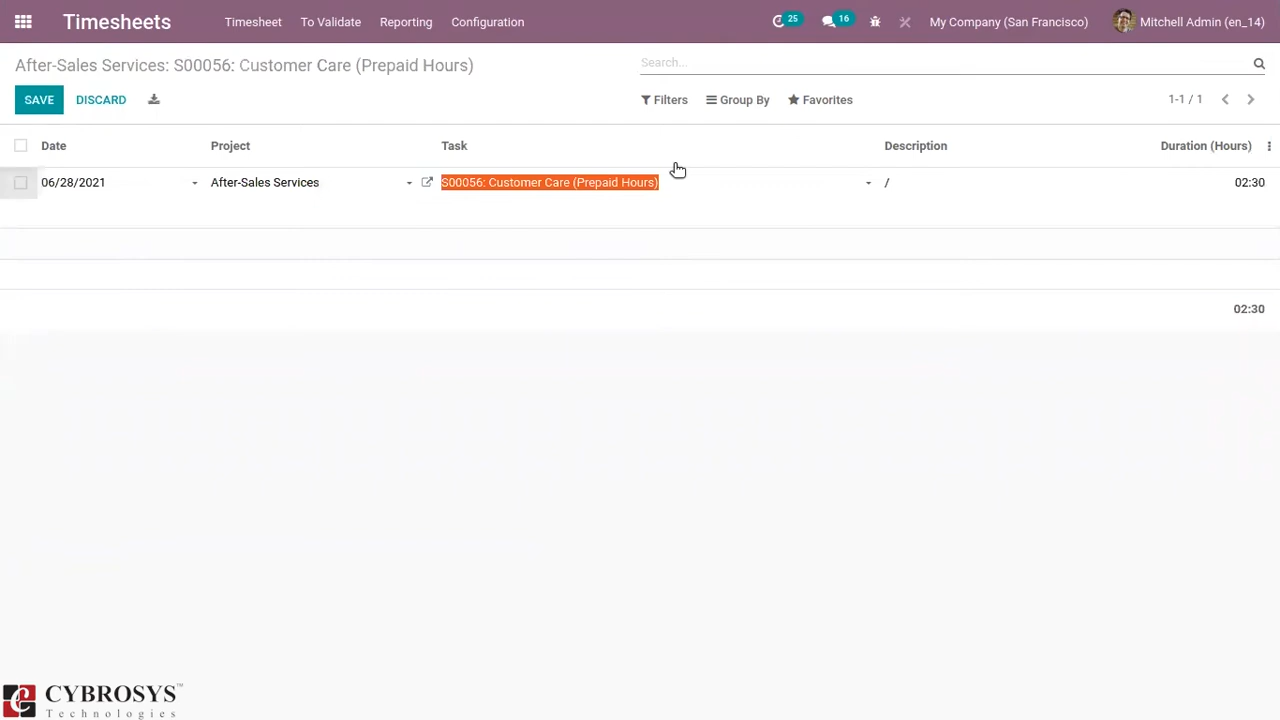 Timesheets Timesheet To Validate Reporting Configuration 25 16 My Company (San Francisco) Mitchell Admin (en_14)
After-Sales Services: S00056: Customer Care (Prepaid Hours) Search...
SAVE DISCARD Filters Group By Favorites 1-1 / 1
Date Project Task Description Duration (Hours)
06/28/2021 After-Sales Services S00056: Customer Care (Prepaid Hours) / 02:30
02:30
CYBROSYS™
Technologies